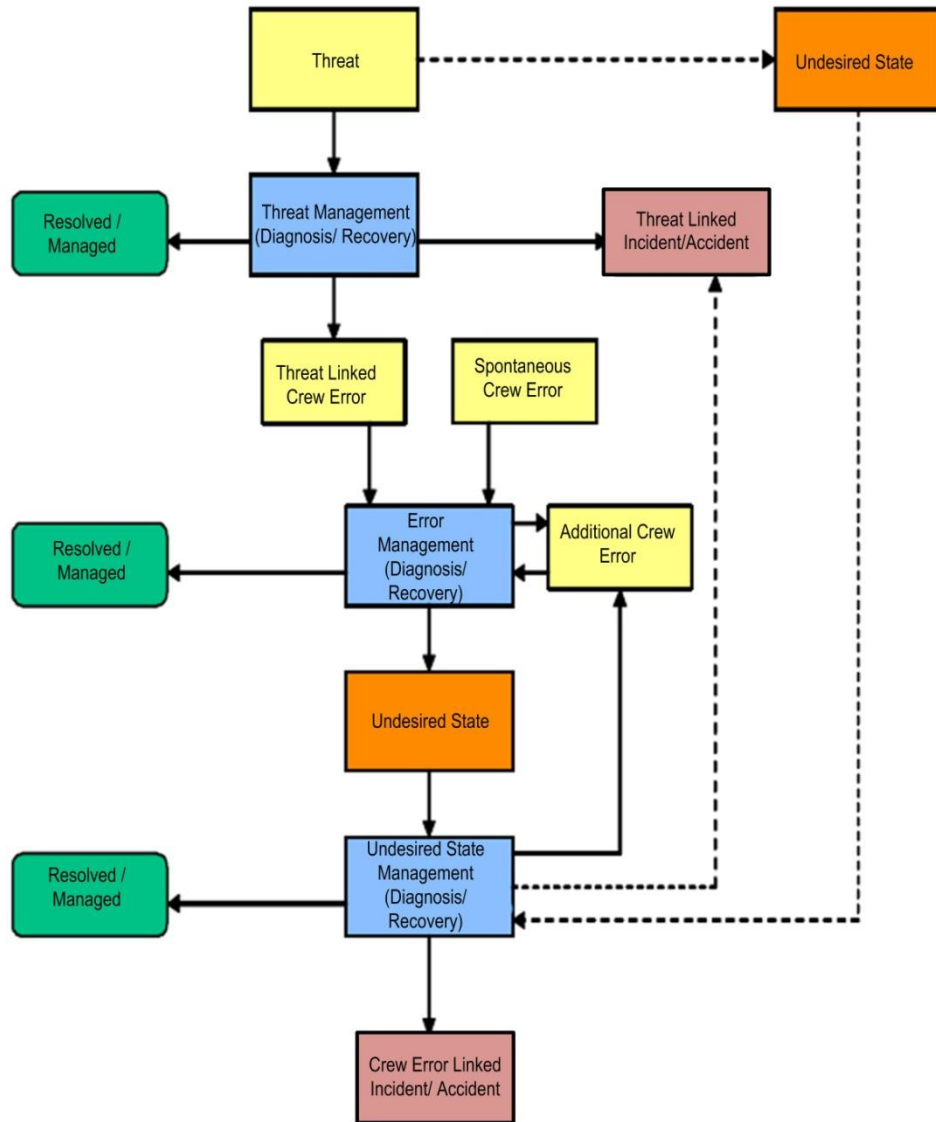 Threat
Undesired State
Resolved /
Managed
Threat Management
(Diagnosis/ Recovery)
Threat Linked
Incident/Accident
Threat Linked
Crew Error
Spontaneous
Crew Error
Resolved /
Managed
Error
Management
(Diagnosis/
Recovery)
Additional Crew
Error
Undesired State
Resolved /
Managed
Undesired State
Management
(Diagnosis/
Recovery)
Crew Error Linked
Incident/ Accident